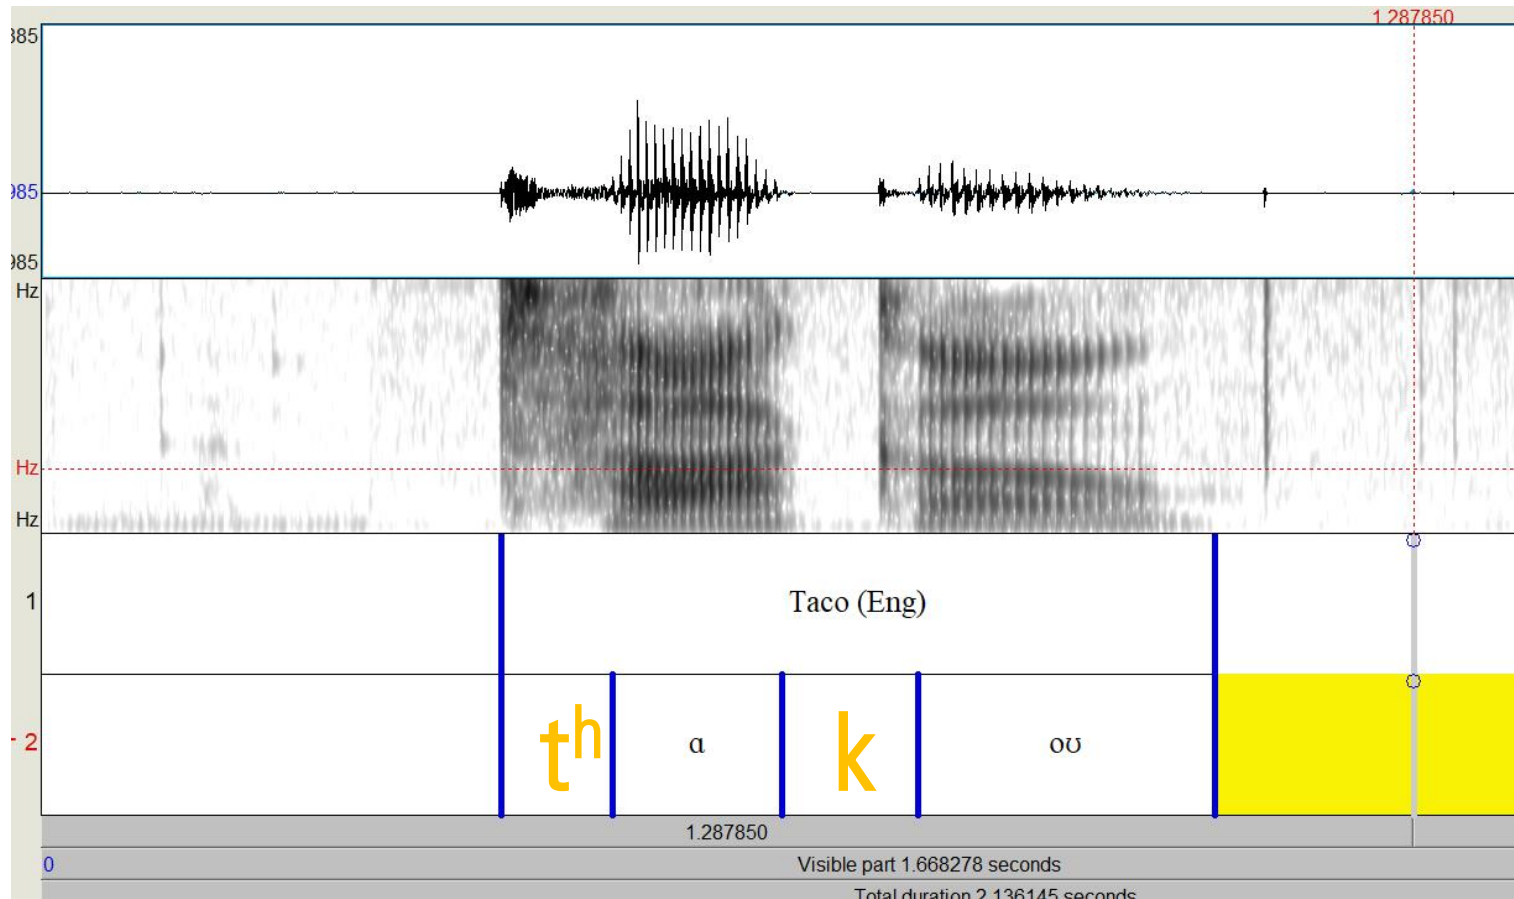 1.287850
385
985
985
Hz
Hz
Hz
1
Taco (Eng)
2
tʰ
ɑ
k
oʊ
1.287850
0
Visible part 1.668278 seconds
Total duration 2.136145 seconds